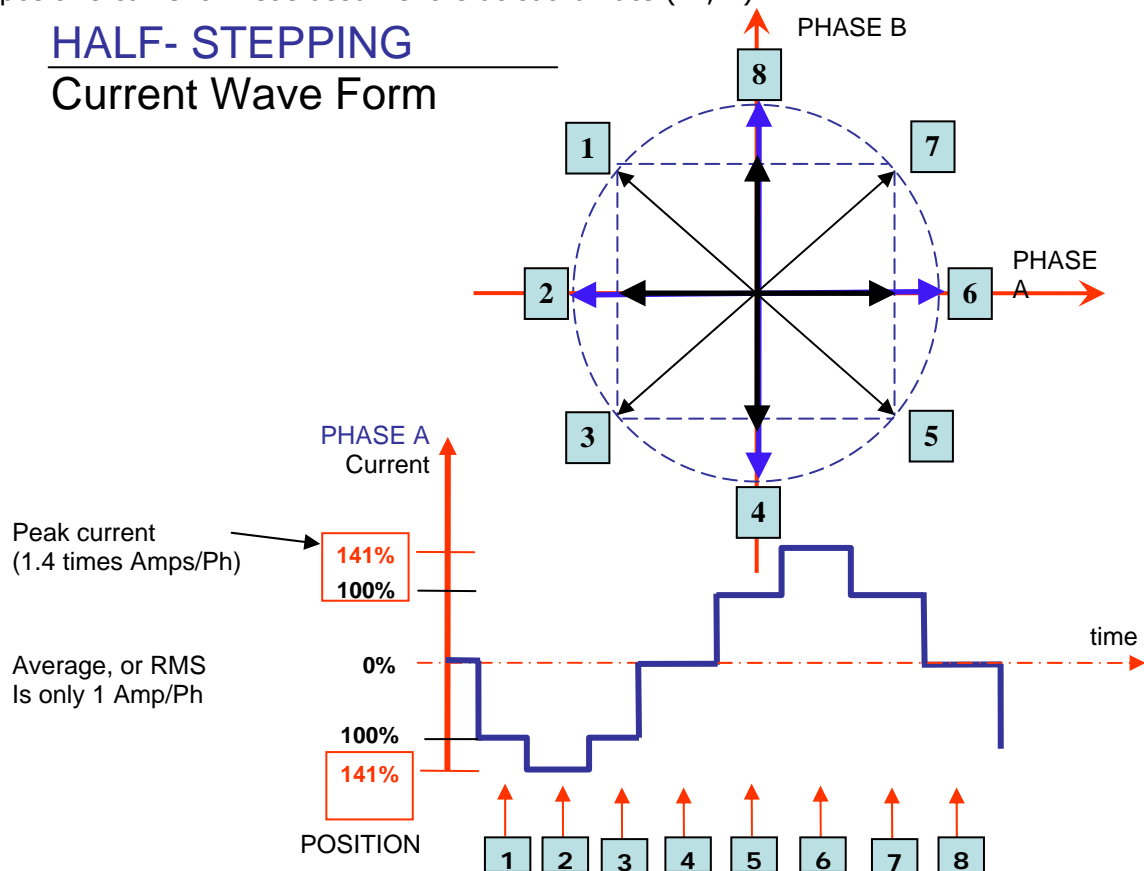 HALF- STEPPING
Current Wave Form
PHASE B
8
1
7
PHASE
A
2
6
3
5
4
PHASE A
Current
Peak current
(1.4 times Amps/Ph)
141%
100%
time
Average, or RMS
Is only 1 Amp/Ph
0%
100%
141%
POSITION
1 2 3 4 5 6 7 8